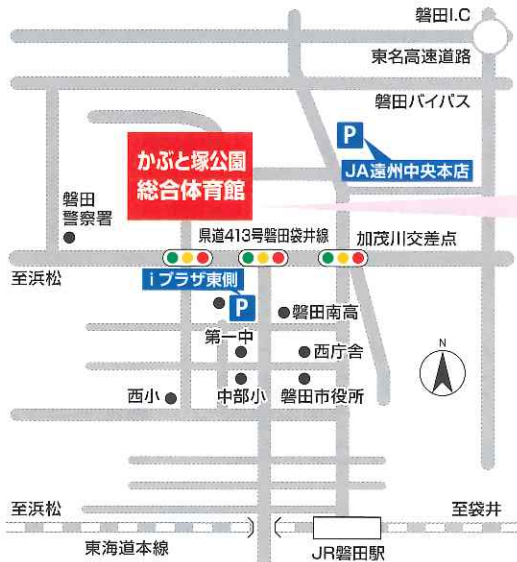 磐田I.C
東名高速道路
磐田バイパス
P
JA遠州中央本店
かぶと塚公園
総合体育館
磐田
警察署
県道413号磐田袋井線
加茂川交差点
至浜松
iプラザ東側
P
磐田南高
第一中
西庁舎
N
西小
中部小
磐田市役所
至浜松
至袋井
東海道本線
JR磐田駅